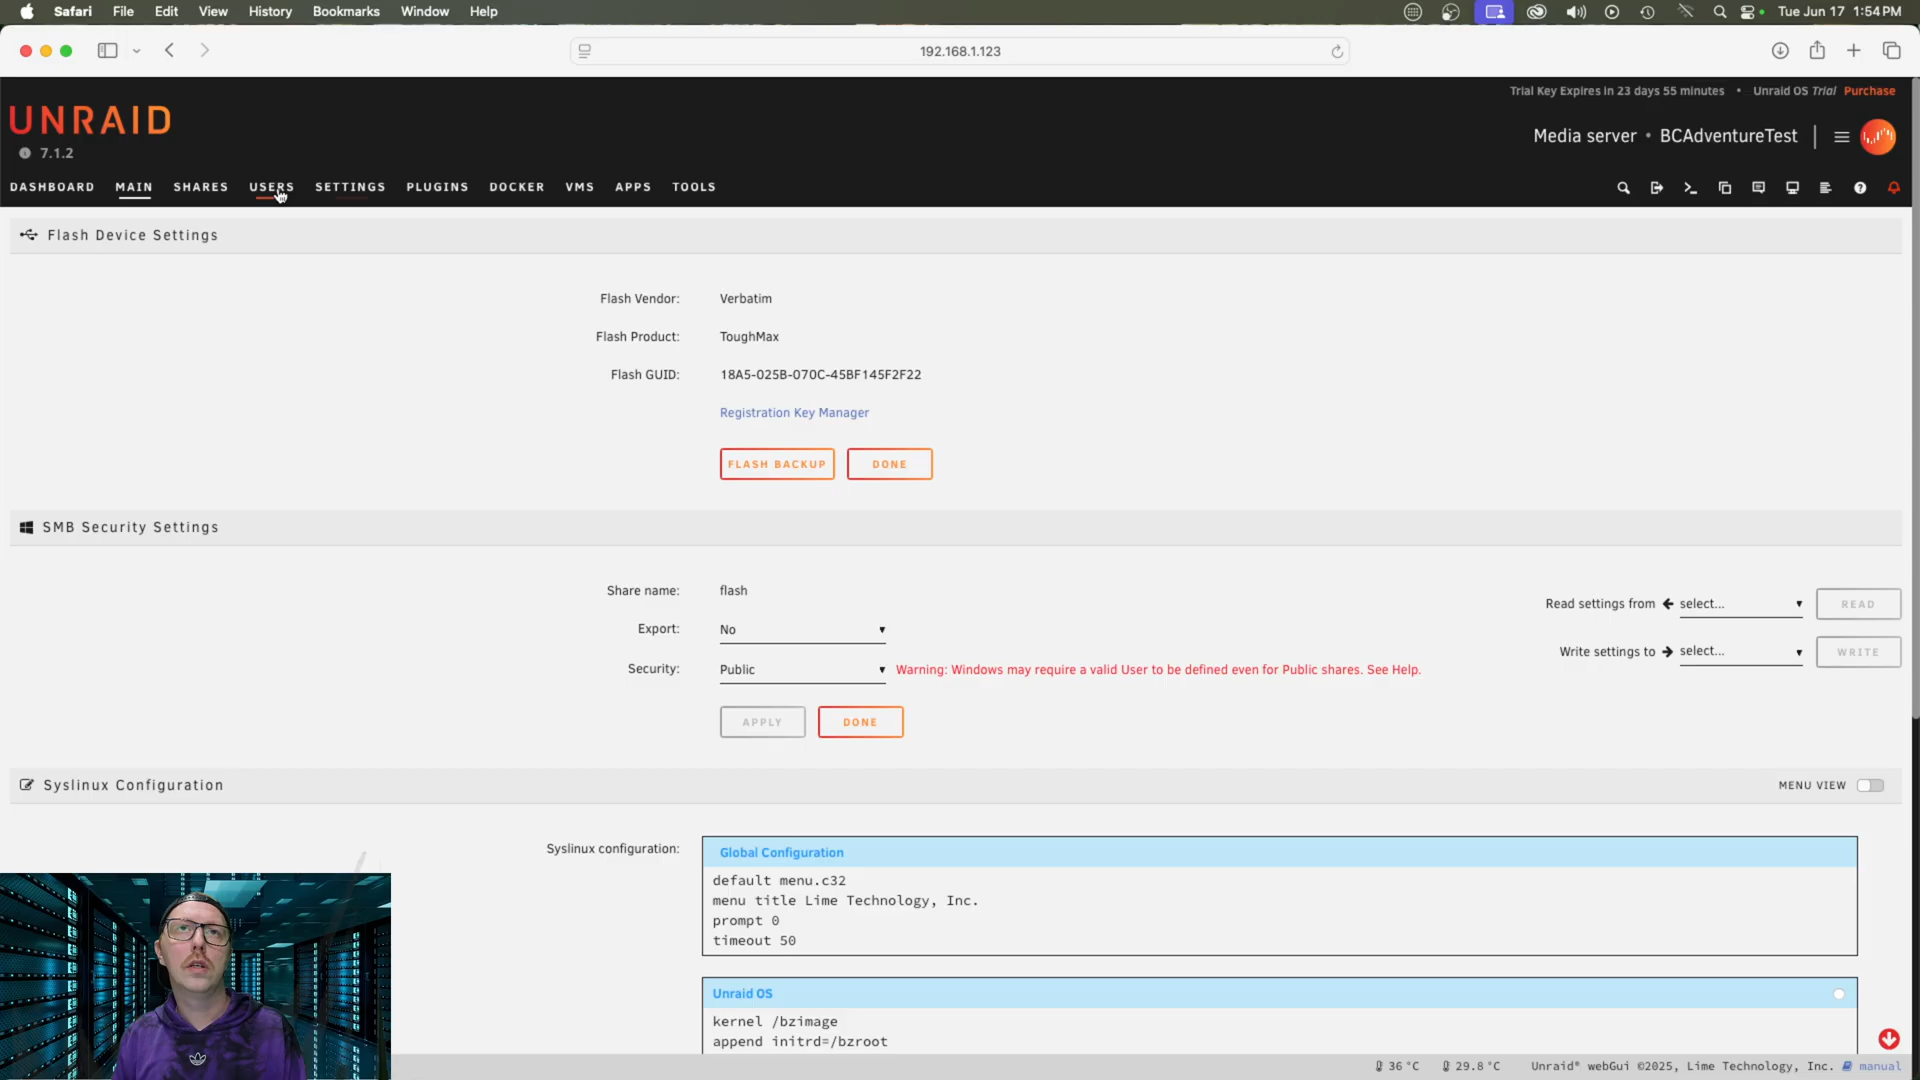 Safari File Edit View History Bookmarks Window Help Tue Jun 17 1:54 PM
192.168.1.123
Trial Key Expires in 23 days 55 minutes • Unraid OS Trial Purchase
UNRAID
7.1.2
Media server • BCAdventureTest
DASHBOARD MAIN SHARES USERS SETTINGS PLUGINS DOCKER VMS APPS TOOLS
Flash Device Settings
Flash Vendor: Verbatim
Flash Product: ToughMax
Flash GUID: 18A5-025B-070C-45BF145F2F22
Registration Key Manager
FLASH BACKUP DONE
SMB Security Settings
Share name: flash
Export: No
Security: Public Warning: Windows may require a valid User to be defined even for Public shares. See Help.
Read settings from select... READ
Write settings to select... WRITE
APPLY DONE
Syslinux Configuration MENU VIEW
Syslinux configuration: Global Configuration
default menu.c32
menu title Lime Technology, Inc.
prompt 0
timeout 50
Unraid OS
kernel /bzimage
append initrd=/bzroot
36 °C 29.8 °C Unraid® webGui ©2025, Lime Technology, Inc. manual